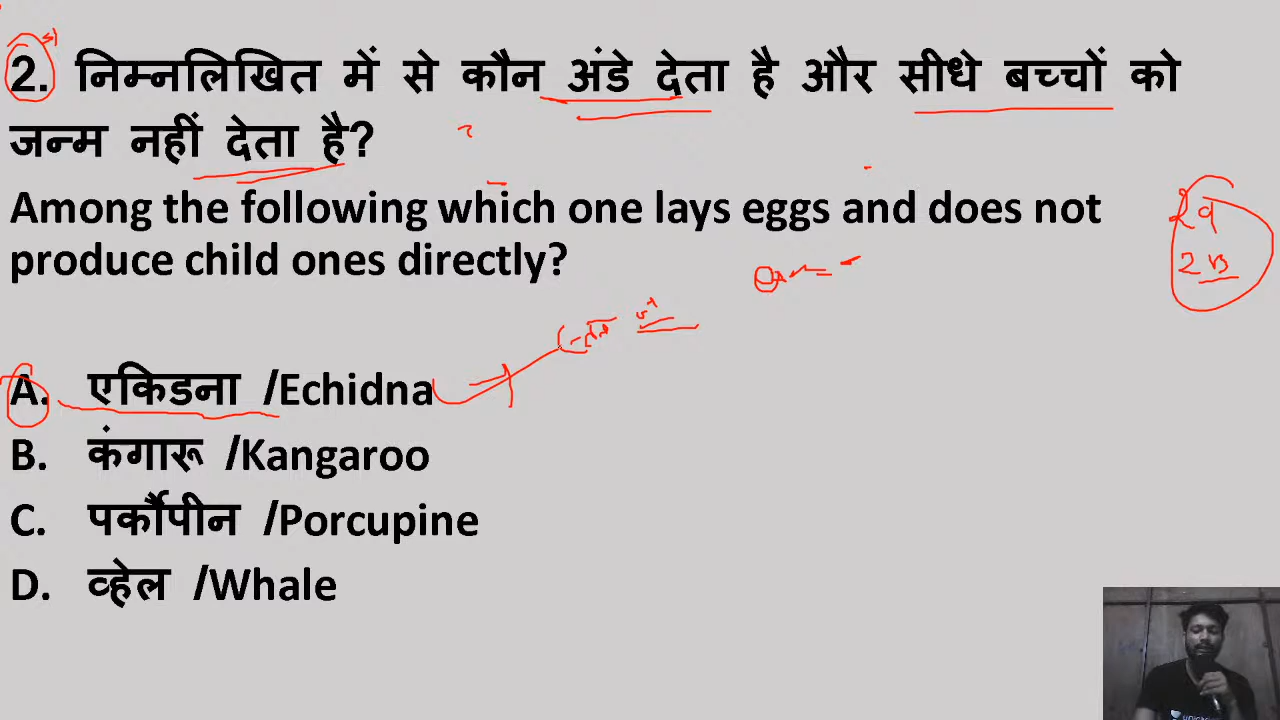 2. निम्नलिखित में से कौन अंडे देता है और सीधे बच्चों को
जन्म नहीं देता है?
Among the following which one lays eggs and does not
produce child ones directly?
A. एकिडना /Echidna
B. कंगारू /Kangaroo
C. पर्कौपीन /Porcupine
D. व्हेल /Whale